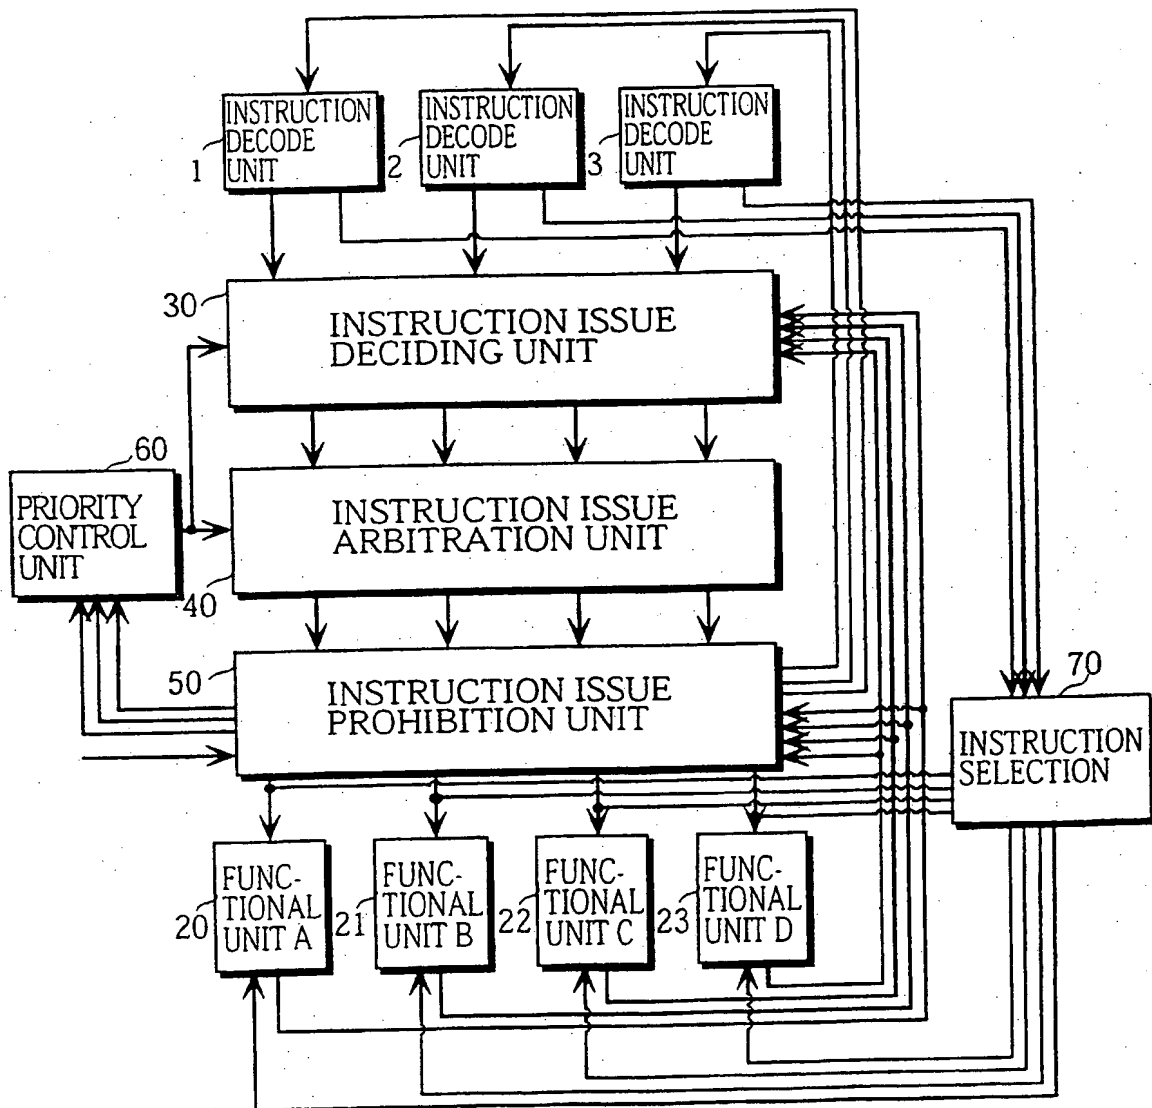 INSTRUCTION
DECODE
UNIT
1
INSTRUCTION
DECODE
UNIT
2
INSTRUCTION
DECODE
UNIT
3
30
INSTRUCTION ISSUE
DECIDING UNIT
60
PRIORITY
CONTROL
UNIT
INSTRUCTION ISSUE
ARBITRATION UNIT
40
50
INSTRUCTION ISSUE
PROHIBITION UNIT
70
INSTRUCTION
SELECTION
FUNC-
TIONAL
UNIT A
20
FUNC-
TIONAL
UNIT B
21
FUNC-
TIONAL
UNIT C
22
FUNC-
TIONAL
UNIT D
23